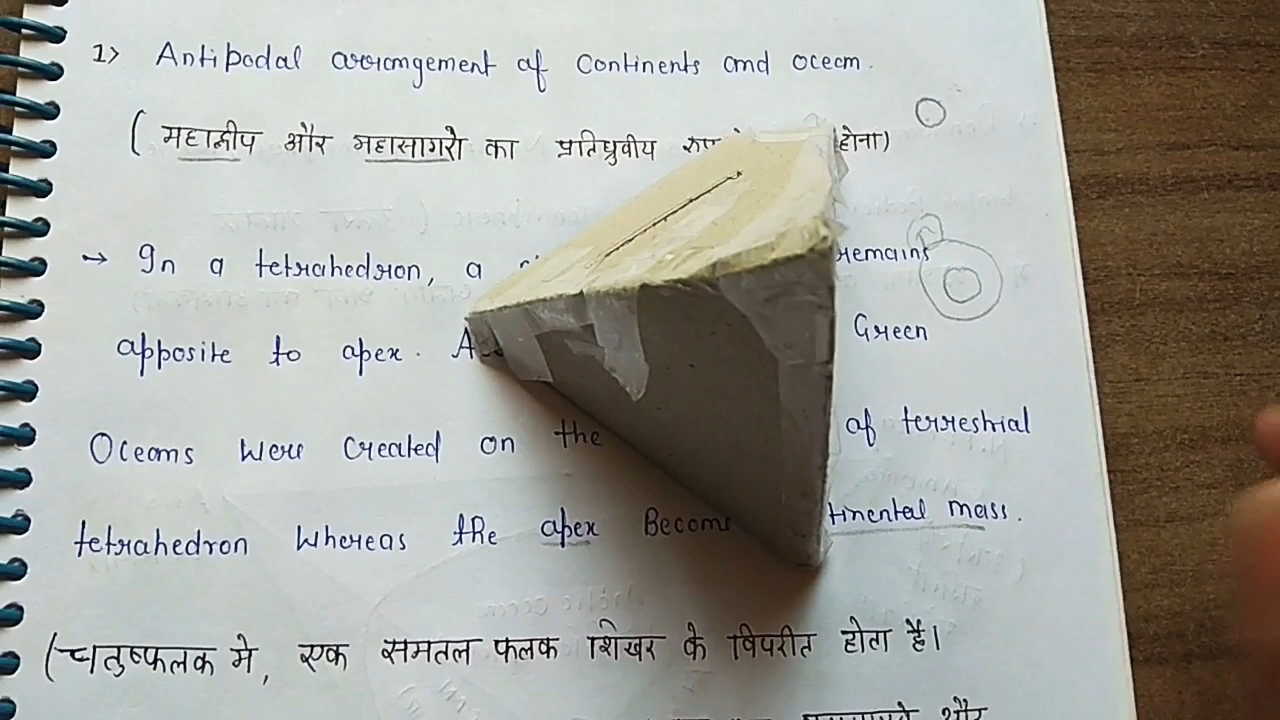 1> Antipodal arrangement of Continents and ocean.
( महाद्वीप और महासागरो का प्रतिध्रुवीय होना)
→ In a tetrahedron, a remains
opposite to apex. Green
Oceans were created on the of terrestrial
tetrahedron whereas the apex Become tinental mass.
(चतुष्फलक मे, एक समतल फलक शिखर के विपरीत होता है।
और